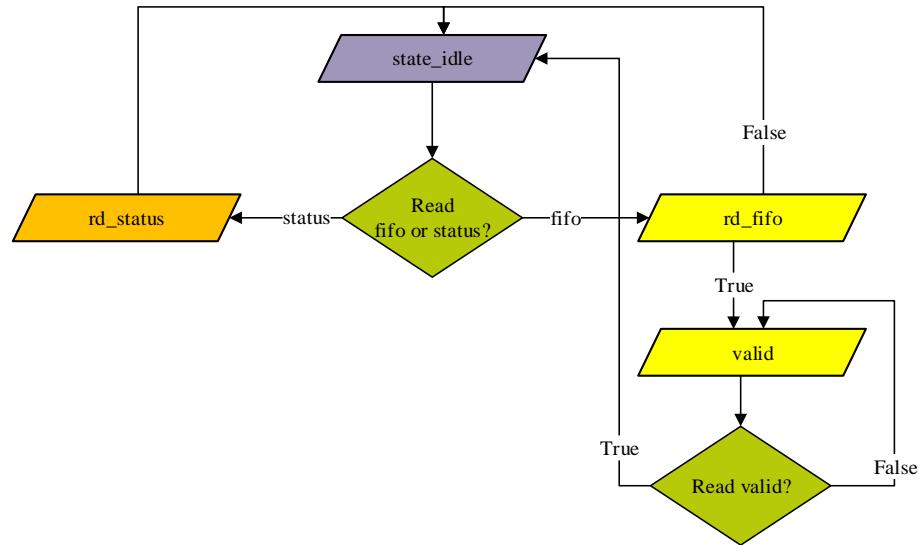 state_idle
False
Read
fifo or status?
status
fifo
rd_status
rd_fifo
True
valid
True
False
Read valid?